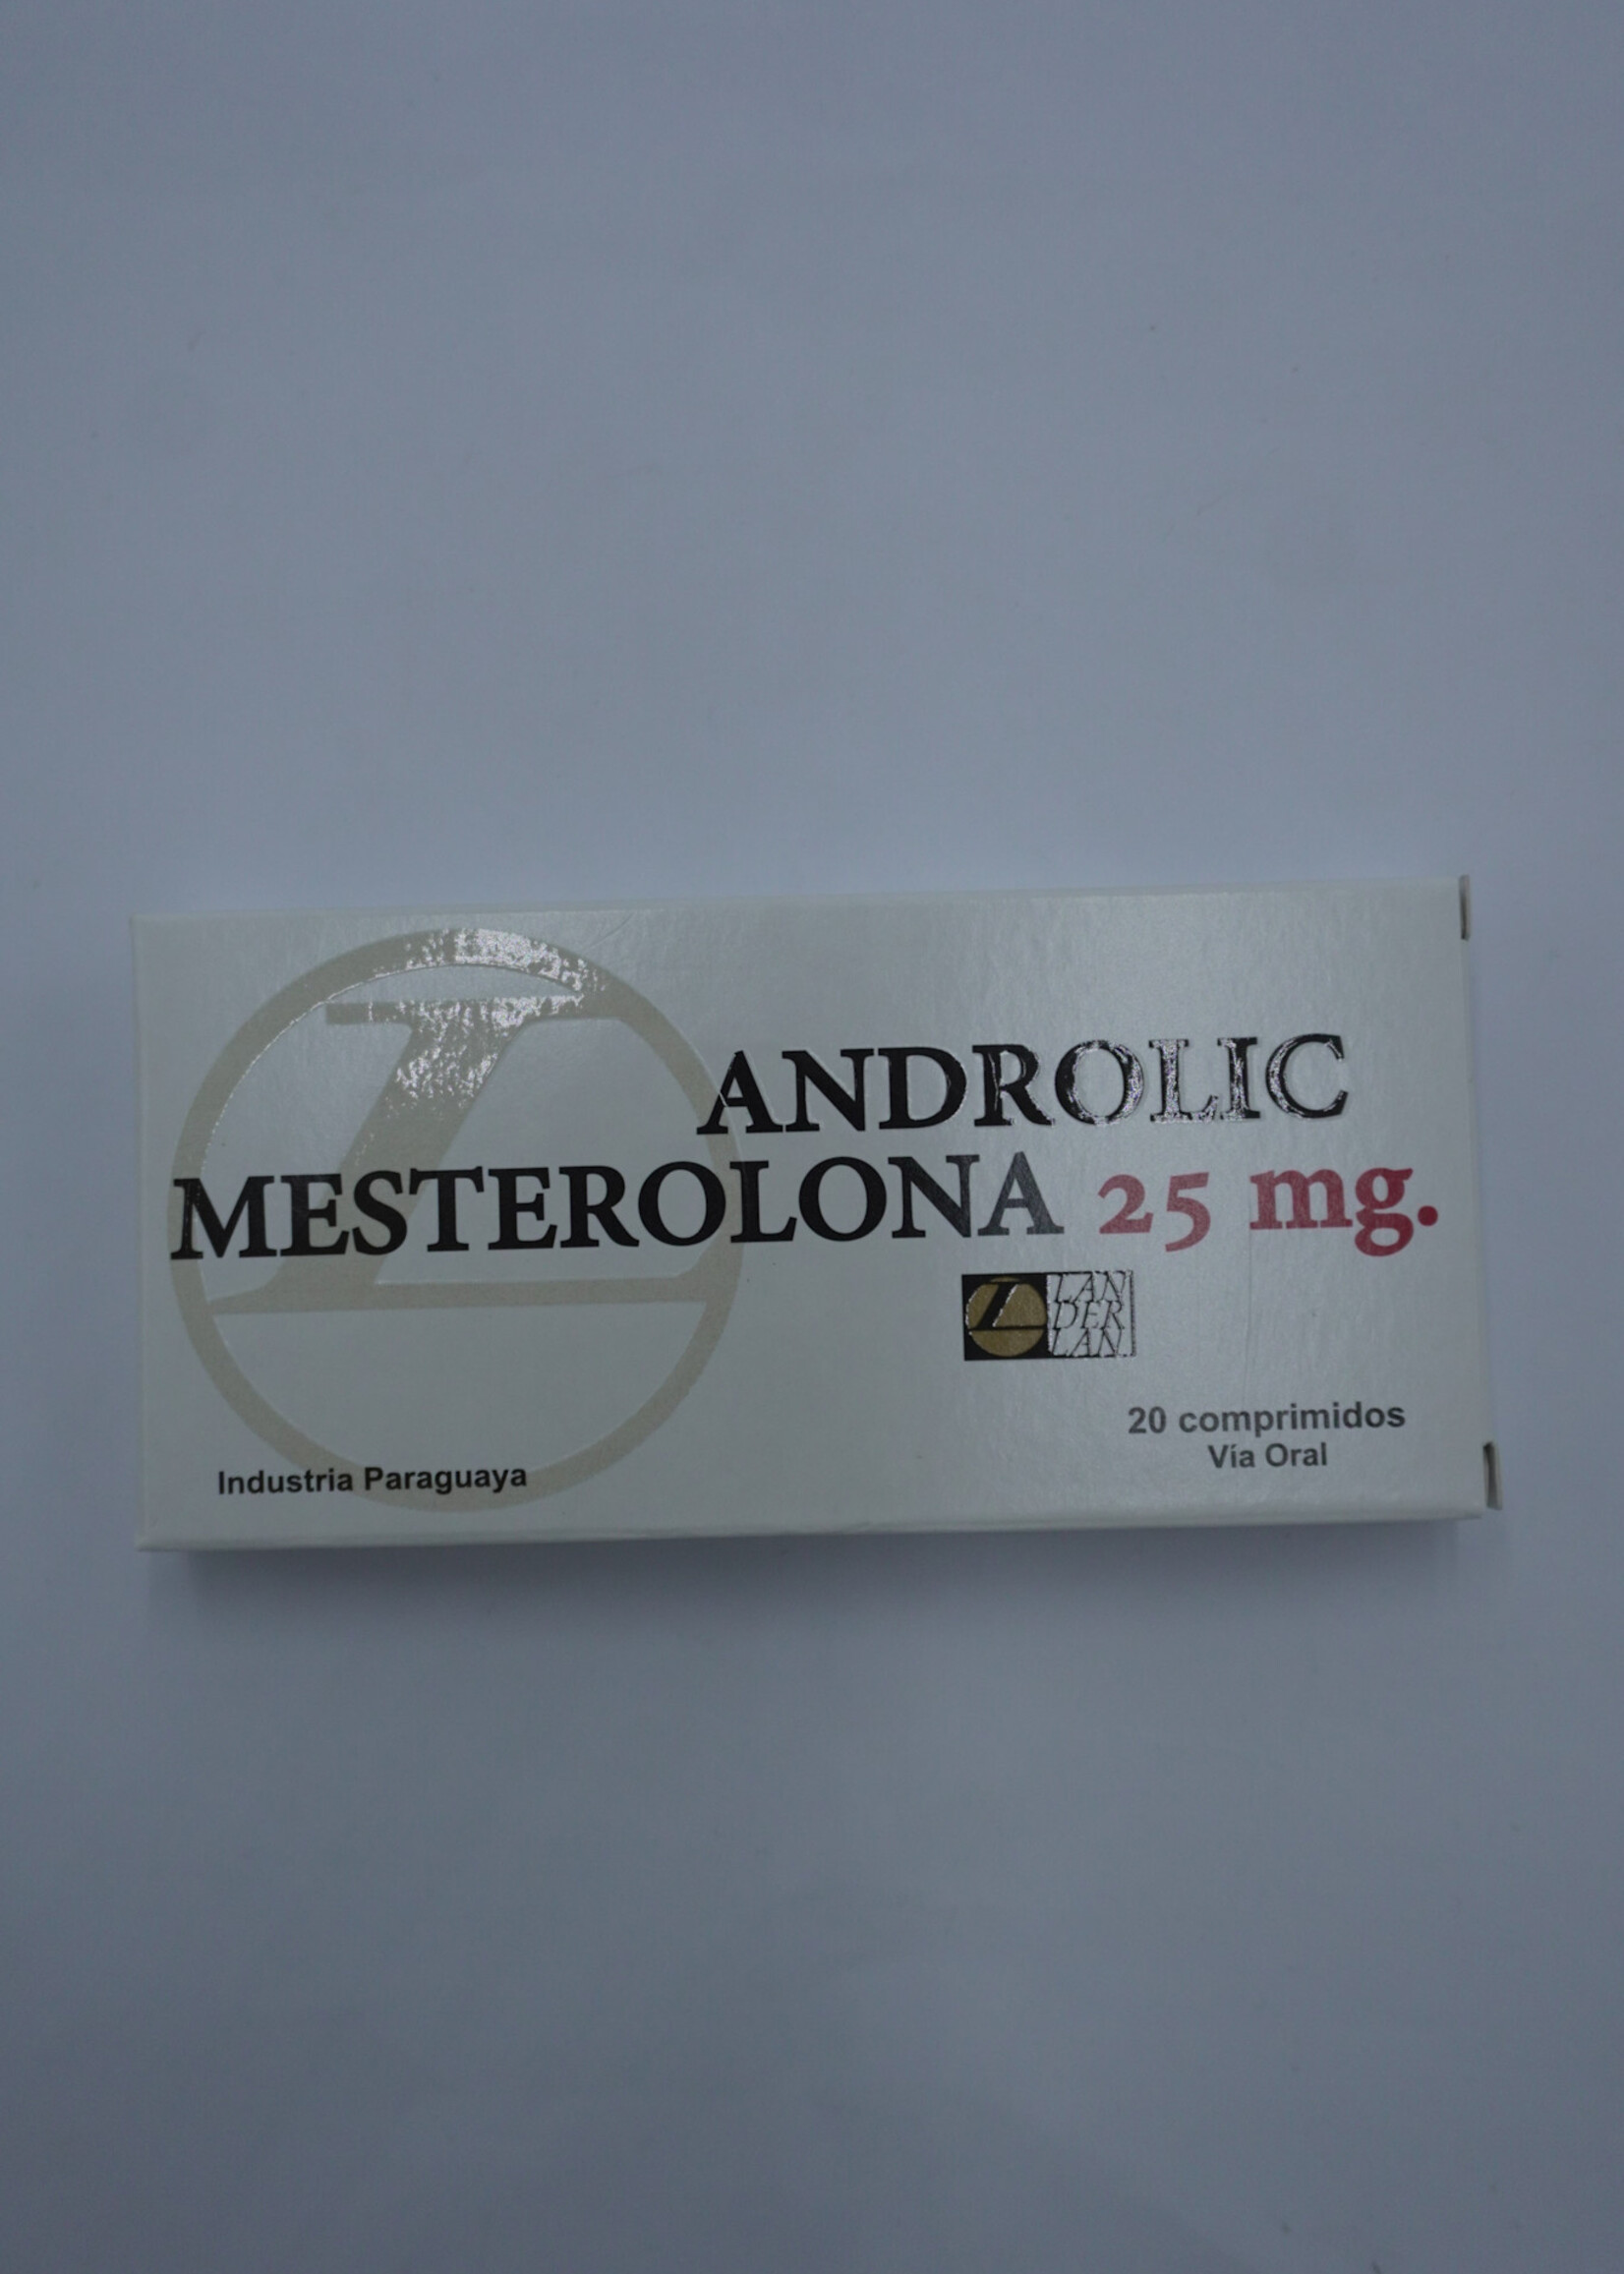 ANDROLIC
MESTEROLONA 25 mg.
LAN
DER
LAN
20 comprimidos
Vía Oral
Industria Paraguaya